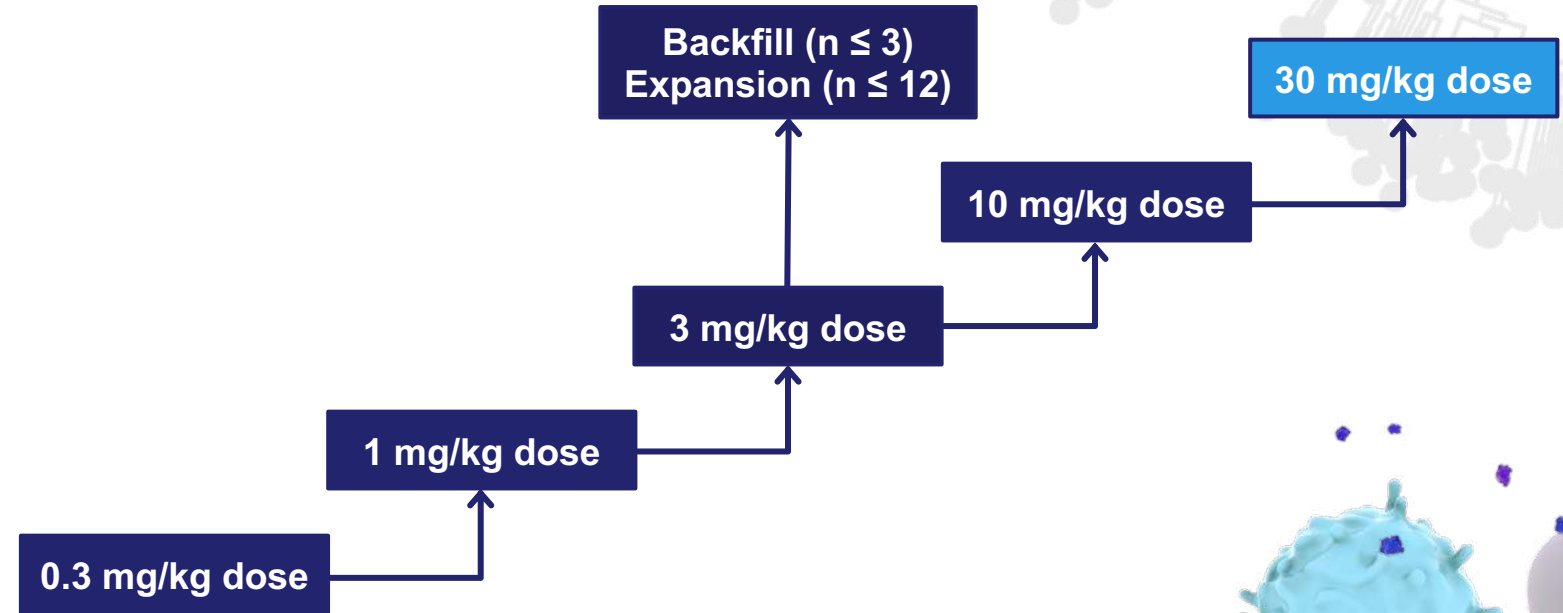 Backfill (n ≤ 3)
Expansion (n ≤ 12)
30 mg/kg dose
10 mg/kg dose
3 mg/kg dose
1 mg/kg dose
0.3 mg/kg dose